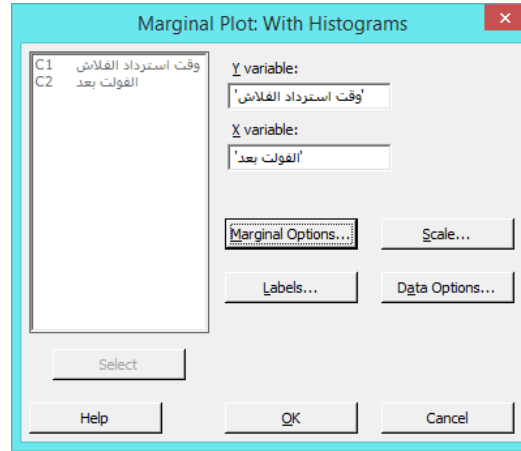 Marginal Plot: With Histograms
C1 وقت استرداد الفلاش
C2 الفولت بعد
Y variable:
'وقت استرداد الفلاش'
X variable:
'الفولت بعد'
Marginal Options...
Scale...
Labels...
Data Options...
Select
Help
OK
Cancel